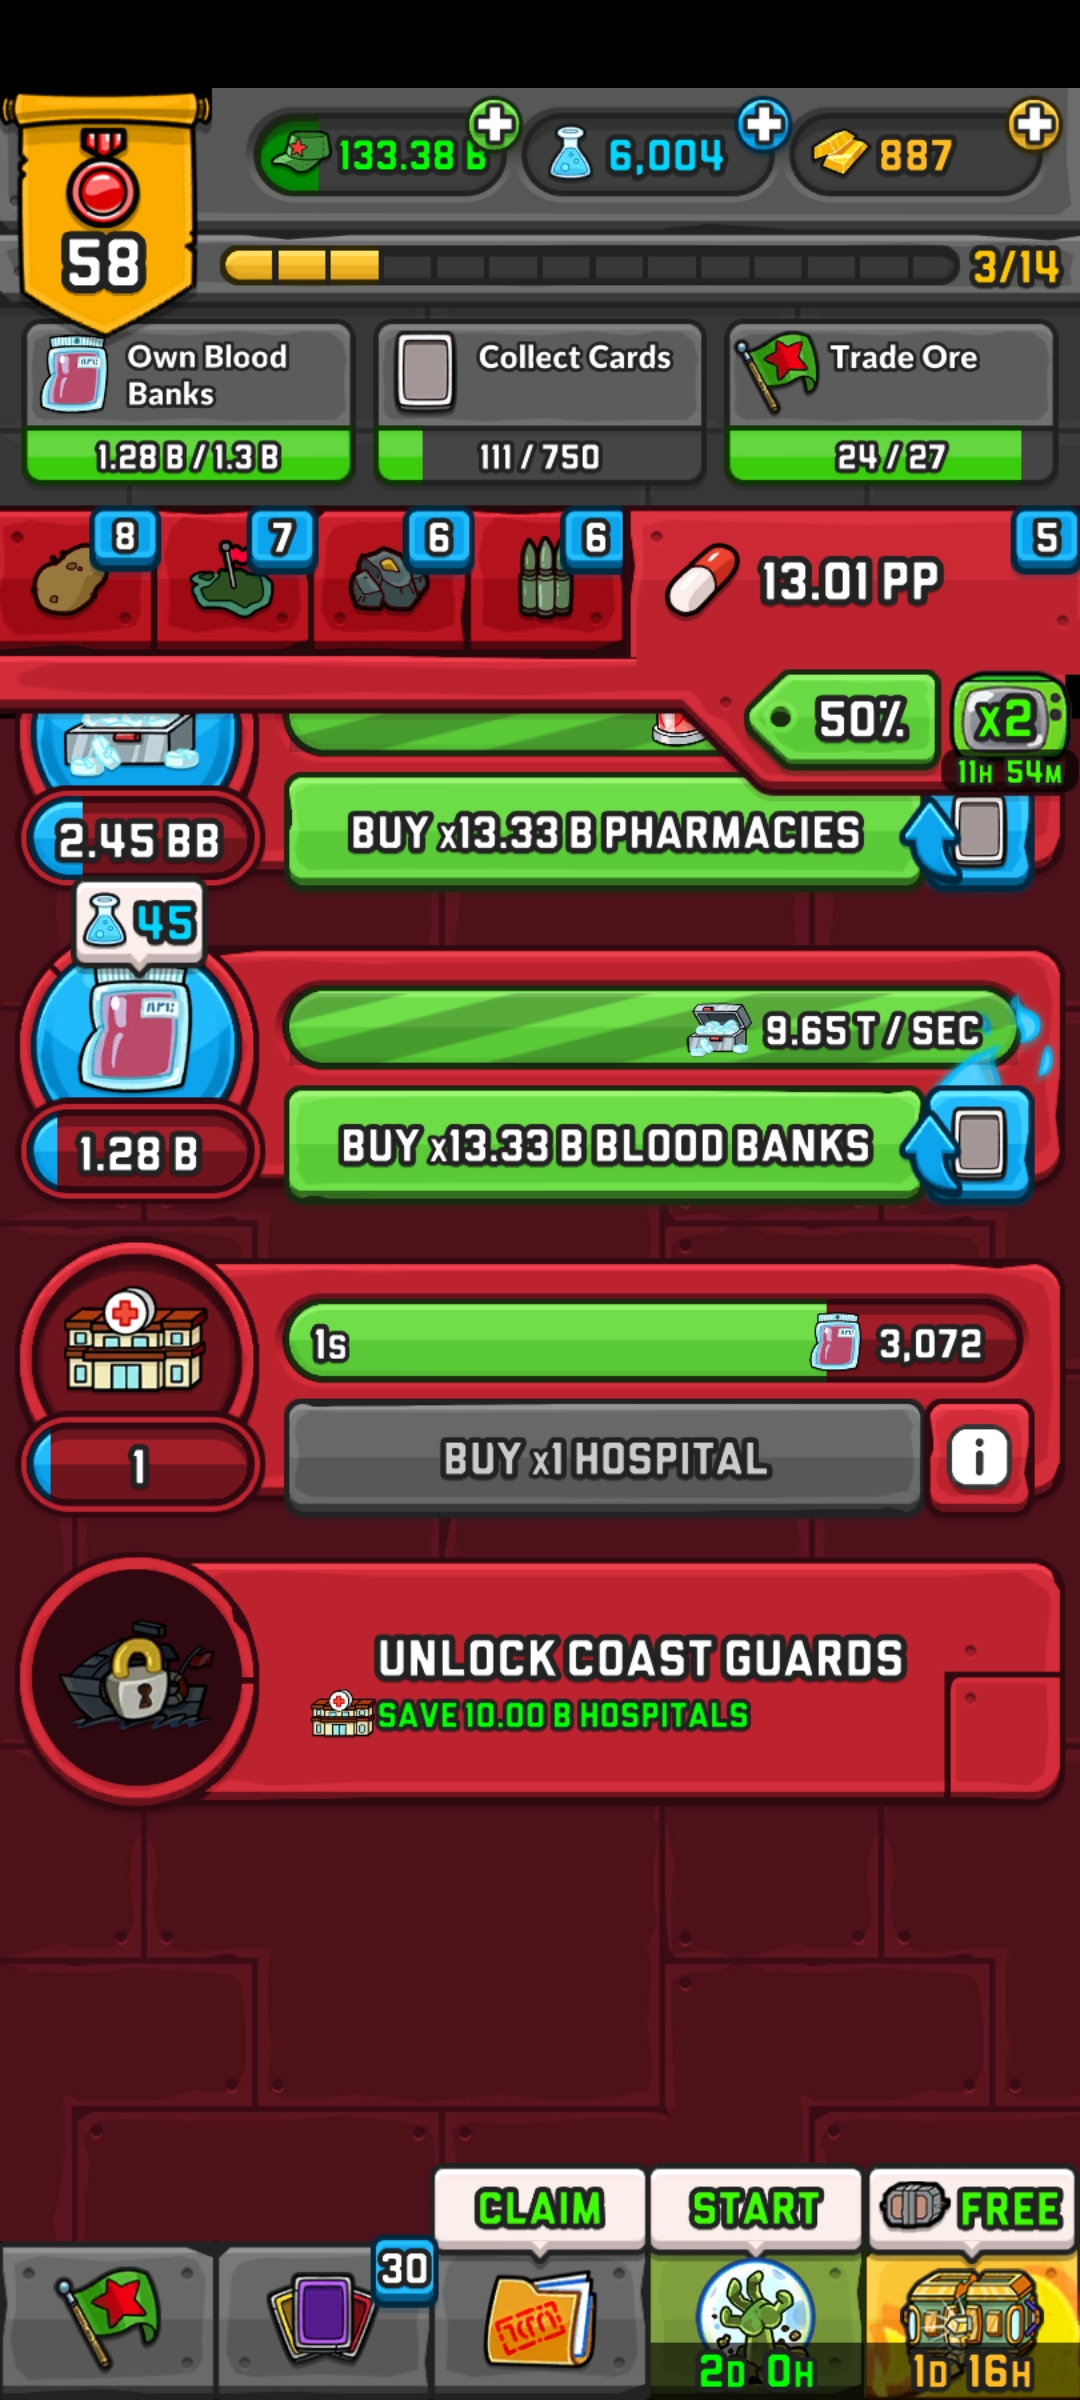 58
133.38 B
6,004
887
3/14
Own Blood
Banks
1.28 B / 1.3 B
Collect Cards
111 / 750
Trade Ore
24 / 27
8
7
6
6
13.01 PP
5
50%
x2
11H 54M
2.45 BB
BUY x13.33 B PHARMACIES
45
9.65 T / SEC
1.28 B
BUY x13.33 B BLOOD BANKS
1s
3,072
1
BUY x1 HOSPITAL
i
UNLOCK COAST GUARDS
SAVE 10.00 B HOSPITALS
CLAIM
START
FREE
30
2D 0H
1D 16H